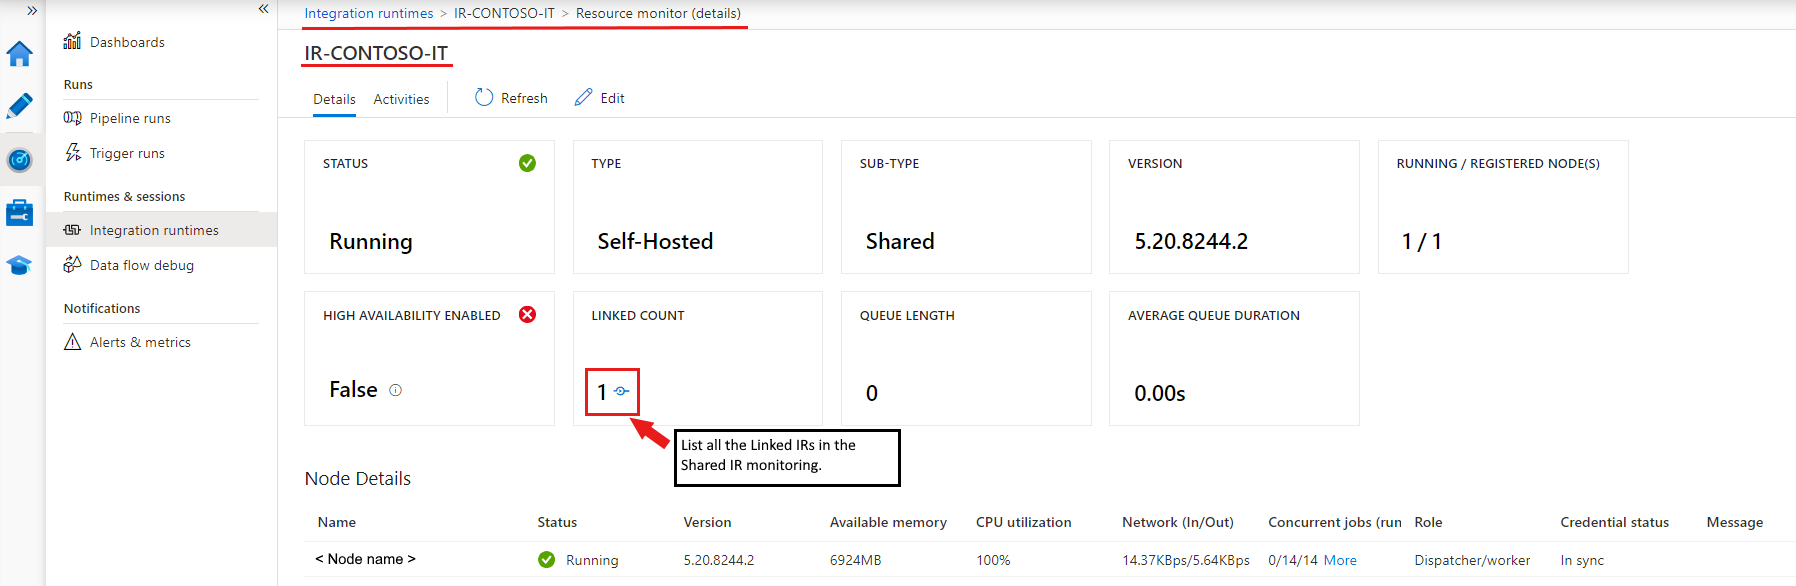 Integration runtimes > IR-CONTOSO-IT > Resource monitor (details)
Dashboards
Runs
Pipeline runs
Trigger runs
Runtimes & sessions
Integration runtimes
Data flow debug
Notifications
Alerts & metrics
IR-CONTOSO-IT
Details Activities Refresh Edit
STATUS
Running
TYPE
Self-Hosted
SUB-TYPE
Shared
VERSION
5.20.8244.2
RUNNING / REGISTERED NODE(S)
1 / 1
HIGH AVAILABILITY ENABLED
False
LINKED COUNT
1
QUEUE LENGTH
0
AVERAGE QUEUE DURATION
0.00s
List all the Linked IRs in the
Shared IR monitoring.
Node Details
Name Status Version Available memory CPU utilization Network (In/Out) Concurrent jobs (run Role Credential status Message
< Node name > Running 5.20.8244.2 6924MB 100% 14.37KBps/5.64KBps 0/14/14 More Dispatcher/worker In sync